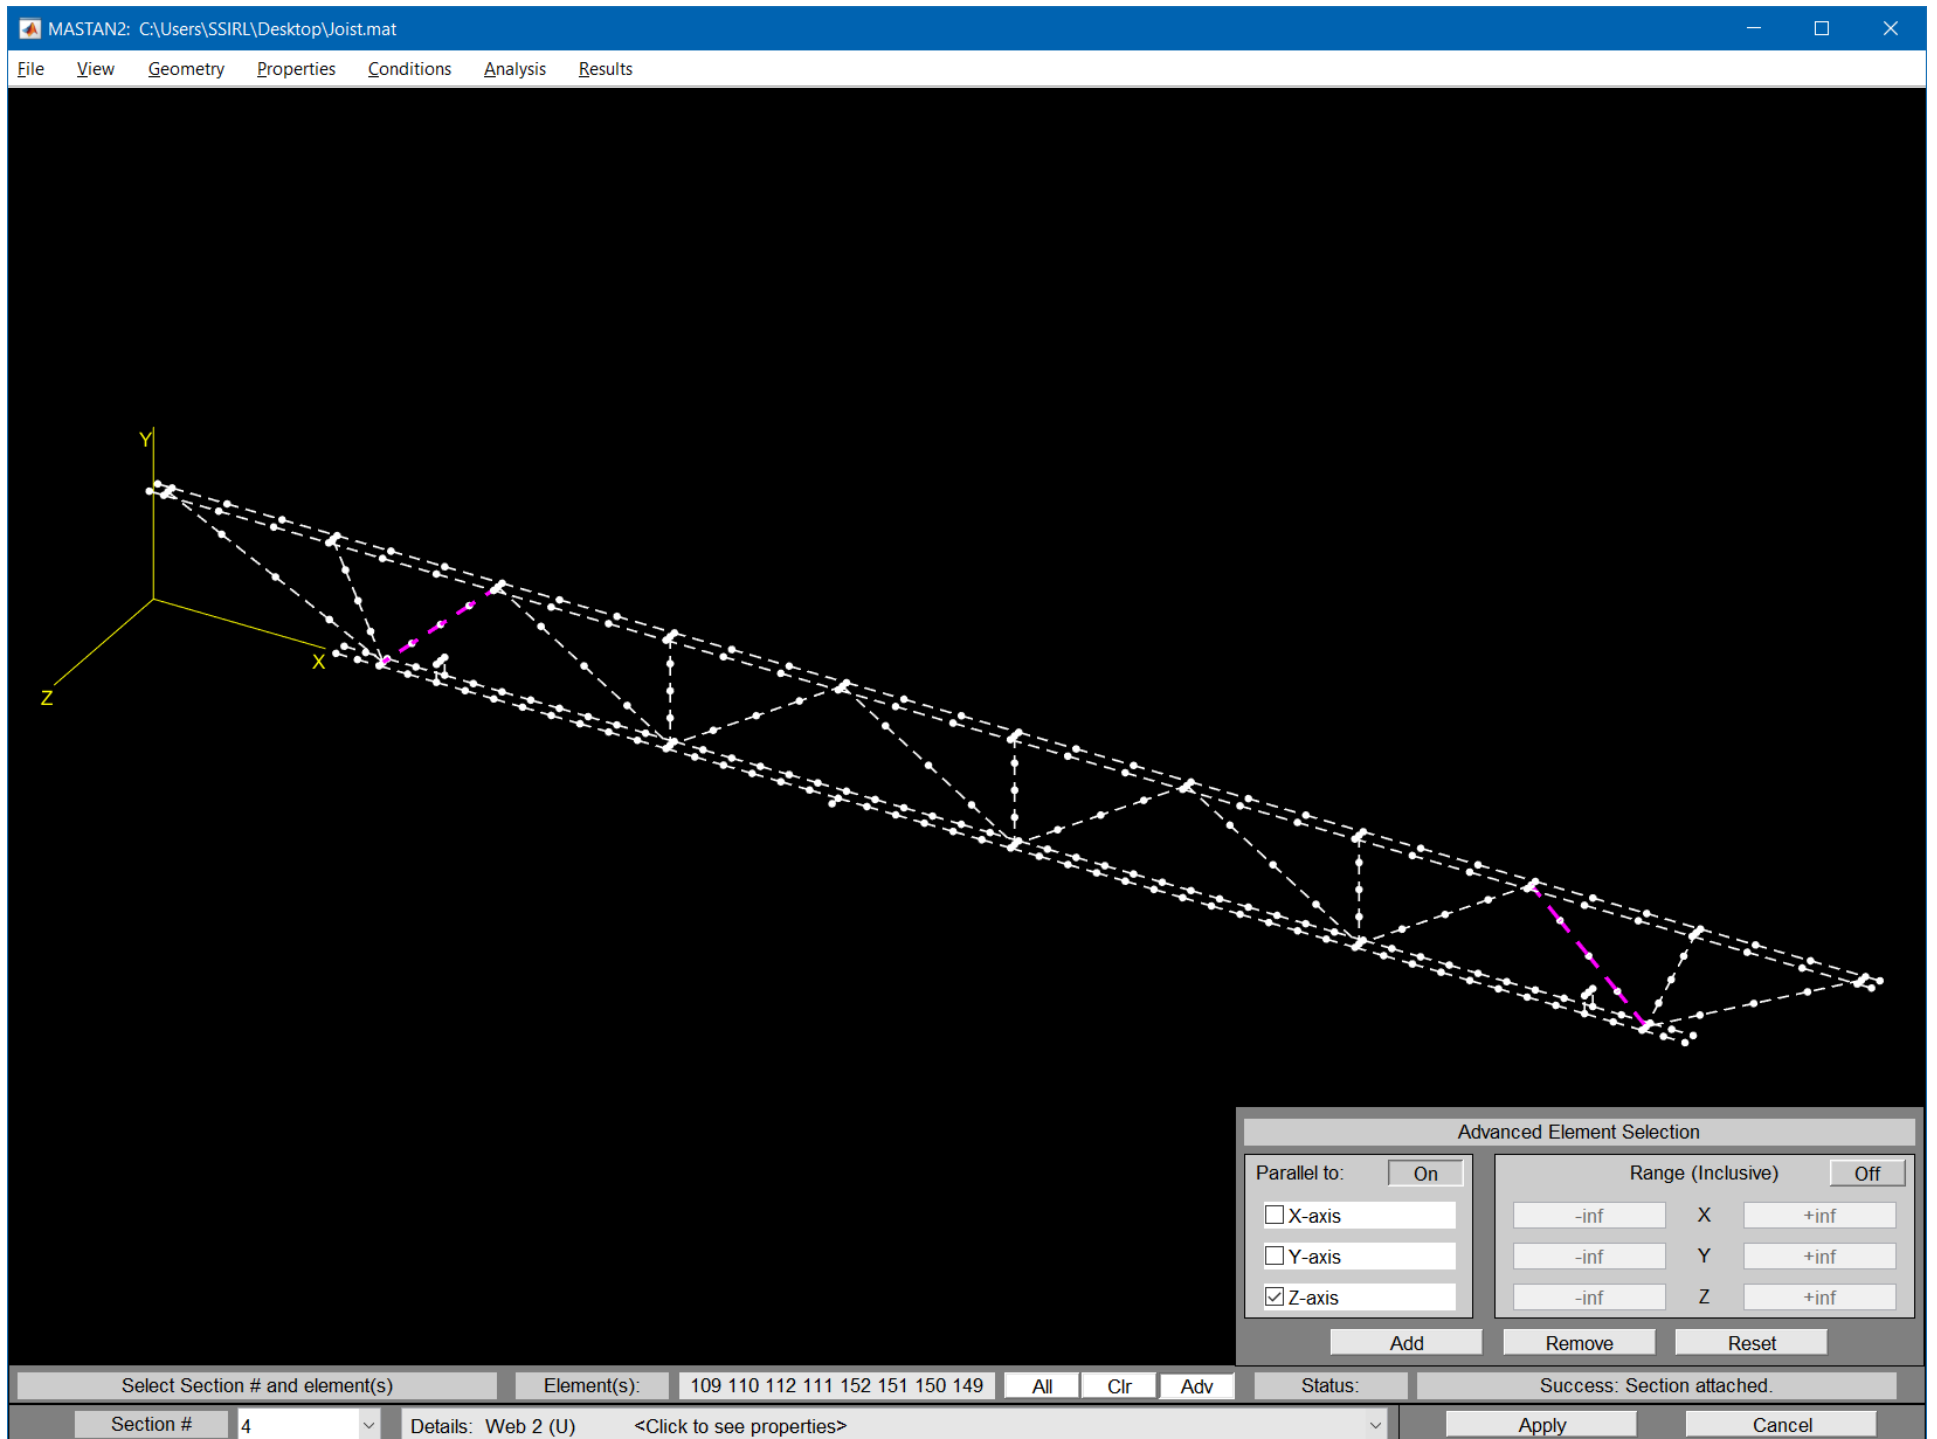 MASTAN2: C:\Users\SSIRL\Desktop\Joist.mat
File View Geometry Properties Conditions Analysis Results
Y
X
Z
Advanced Element Selection
Parallel to: On Range (Inclusive) Off
X-axis -inf X +inf
Y-axis -inf Y +inf
Z-axis -inf Z +inf
Add Remove Reset
Select Section # and element(s) Element(s): 109 110 112 111 152 151 150 149 All Clr Adv Status: Success: Section attached.
Section # 4 Details: Web 2 (U) <Click to see properties> Apply Cancel